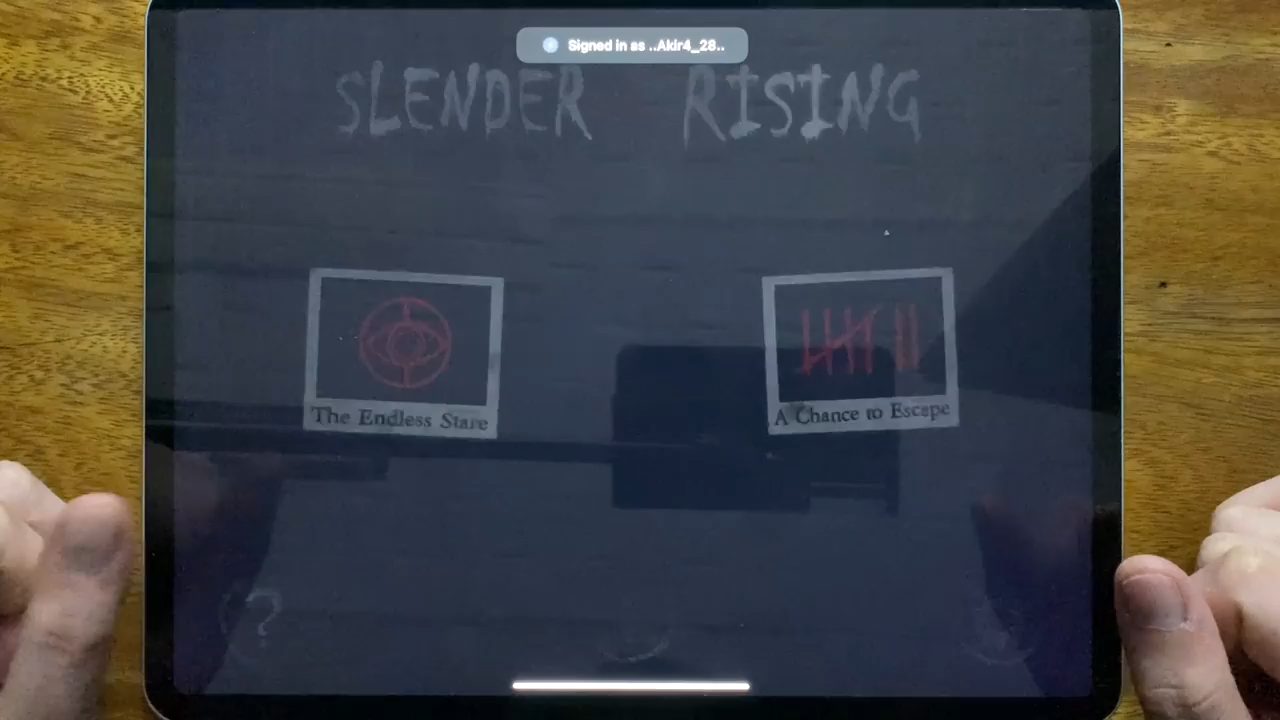 Signed in as ..Akir4_28..
SLENDER RISING
The Endless Stare
A Chance to Escape
?